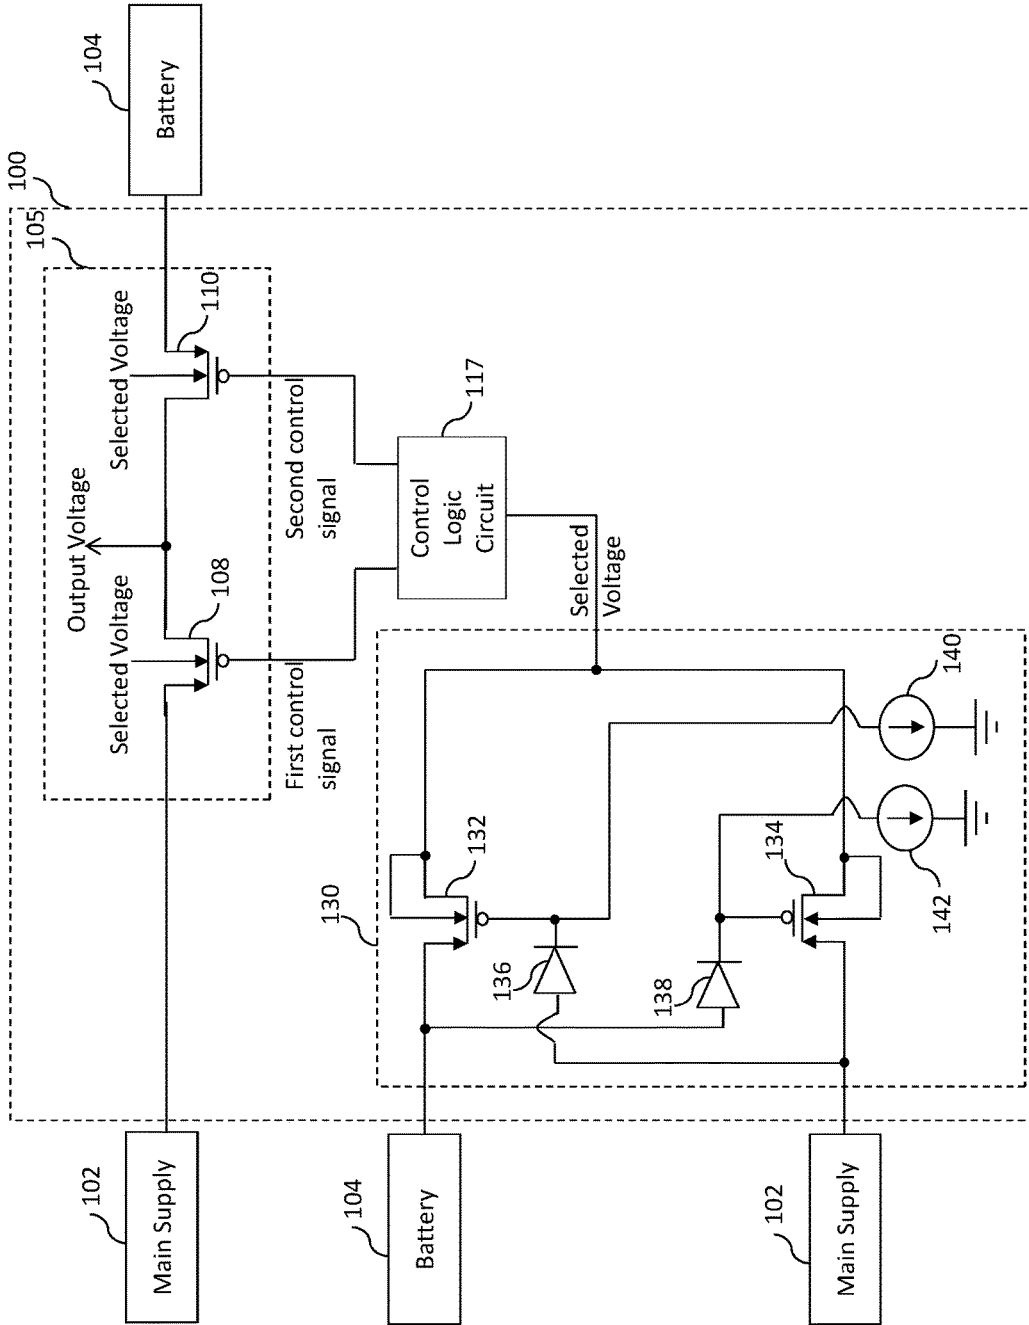 100
105
Output Voltage
Selected Voltage
Selected Voltage
102
Main Supply
108
110
104
Battery
First control
signal
Second control
signal
117
Control
Logic
Circuit
Selected
Voltage
130
104
Battery
132
136
138
134
102
Main Supply
142
140